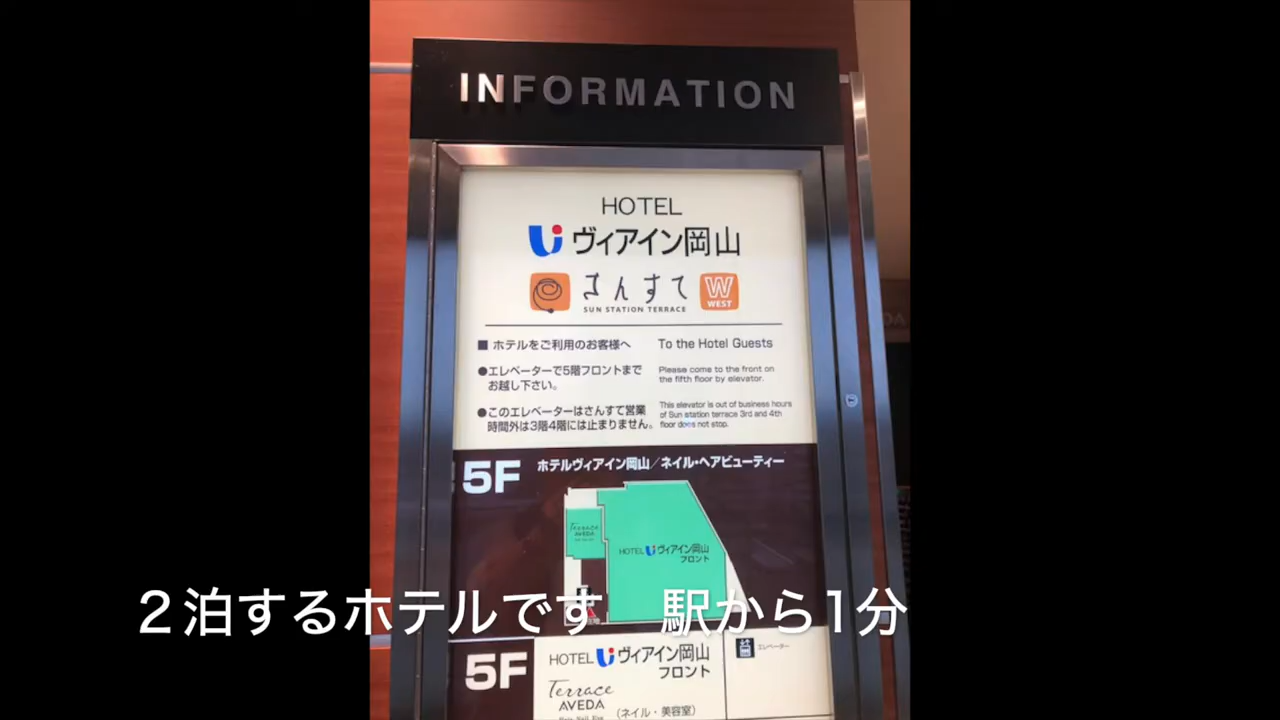 INFORMATION
HOTEL
ヴィアイン岡山
さんすて
SUN STATION TERRACE
W
WEST
■ ホテルをご利用のお客様へ
To the Hotel Guests
●エレベーターで5階フロントまで
お越し下さい。
Please come to the front on
the fifth floor by elevator.
●このエレベーターはさんすて営業
時間外は3階4階には止まりません。
This elevator is out of business hours
of Sun station terrace 3rd and 4th
floor does not stop.
5F
ホテルヴィアイン岡山/ネイル・ヘアビューティー
Terrace
AVEDA
HOTEL ヴィアイン岡山
フロント
2泊するホテルです 駅から1分
5F
HOTEL ヴィアイン岡山
フロント
エレベーター
Terrace
AVEDA
(ネイル・美容室)